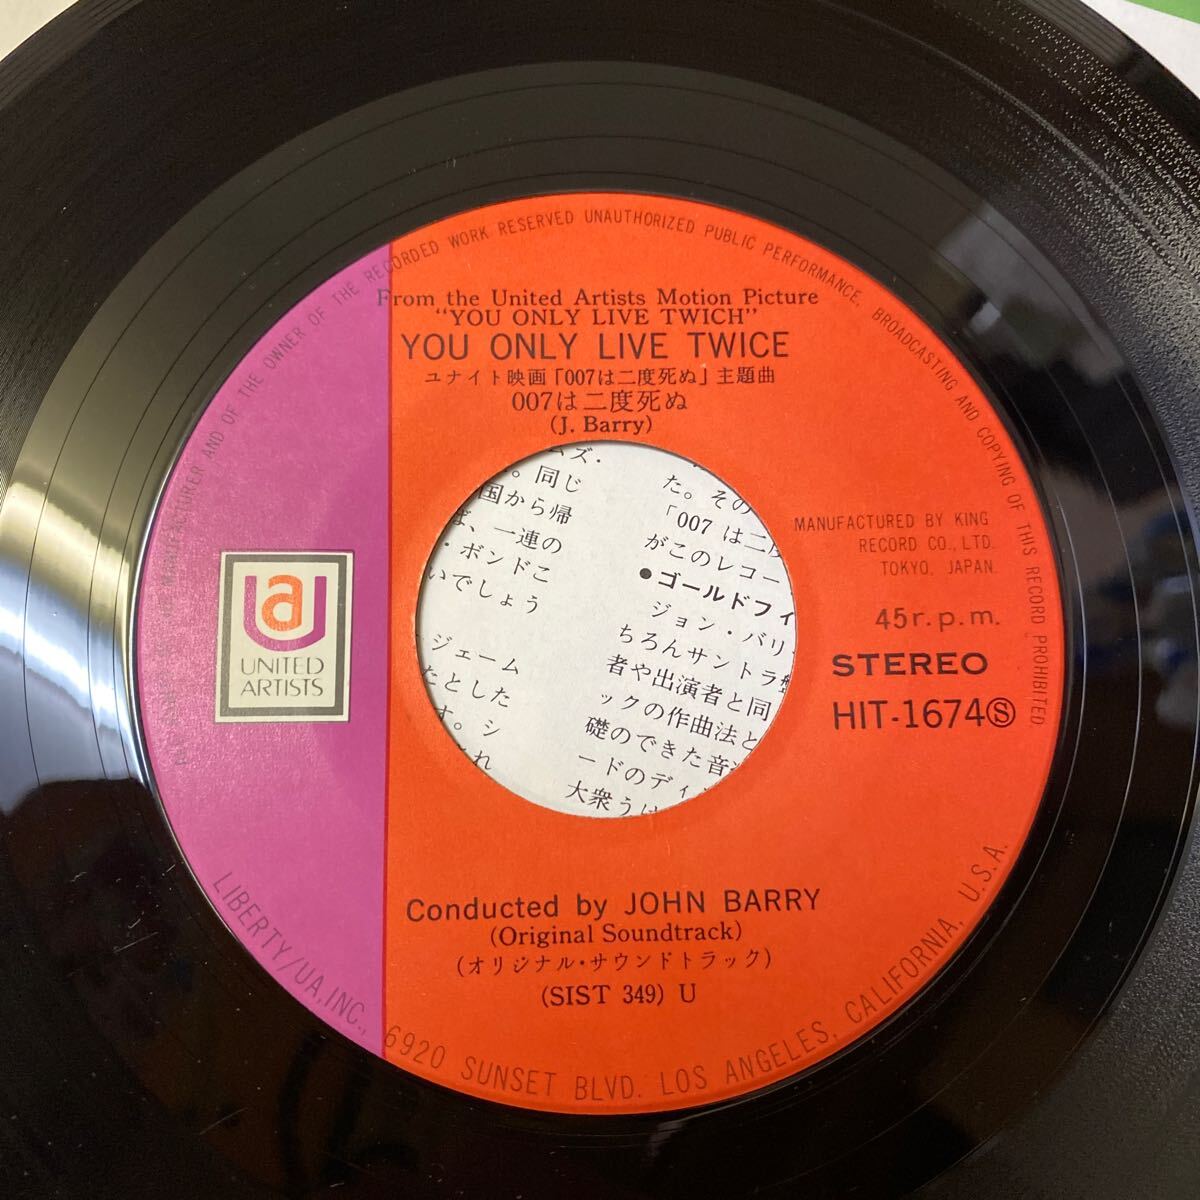 RECORDED WORK RESERVED UNAUTHORIZED PUBLIC PERFORMANCE, BROADCASTING AND COPYING OF THIS RECORD PROHIBITED
MANUFACTURER AND OF THE OWNER OF THE
From the United Artists Motion Picture
"YOU ONLY LIVE TWICH"
YOU ONLY LIVE TWICE
ユナイト映画「007は二度死ぬ」主題曲
007は二度死ぬ
(J. Barry)
ムズ・
。同じ
国から帰
ば、一連の
・ボンドこ
いでしょう
ジェーム
たとした
す。シ
れ
た。その
「007 は二度
がこのレコー
●ゴールドフィ
ジョン・バリ
ちろんサントラ盤
者や出演者と同
ックの作曲法と
礎のできた音楽
ードのディ
大衆うけ
UA
UNITED
ARTISTS
MANUFACTURED BY KING
RECORD CO., LTD.
TOKYO, JAPAN.
45r.p.m.
STEREO
HIT-1674Ⓢ
Conducted by JOHN BARRY
(Original Soundtrack)
(オリジナル・サウンドトラック)
(SIST 349) U
LIBERTY/UA, INC., 6920 SUNSET BLVD. LOS ANGELES, CALIFORNIA, U.S.A.